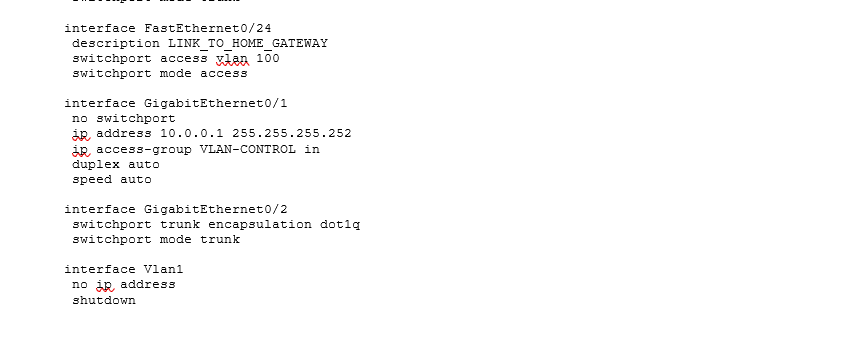 interface FastEthernet0/24
description LINK_TO_HOME_GATEWAY
switchport access vlan 100
switchport mode access
interface GigabitEthernet0/1
no switchport
ip address 10.0.0.1 255.255.255.252
ip access-group VLAN-CONTROL in
duplex auto
speed auto
interface GigabitEthernet0/2
switchport trunk encapsulation dot1q
switchport mode trunk
interface Vlan1
no ip address
shutdown